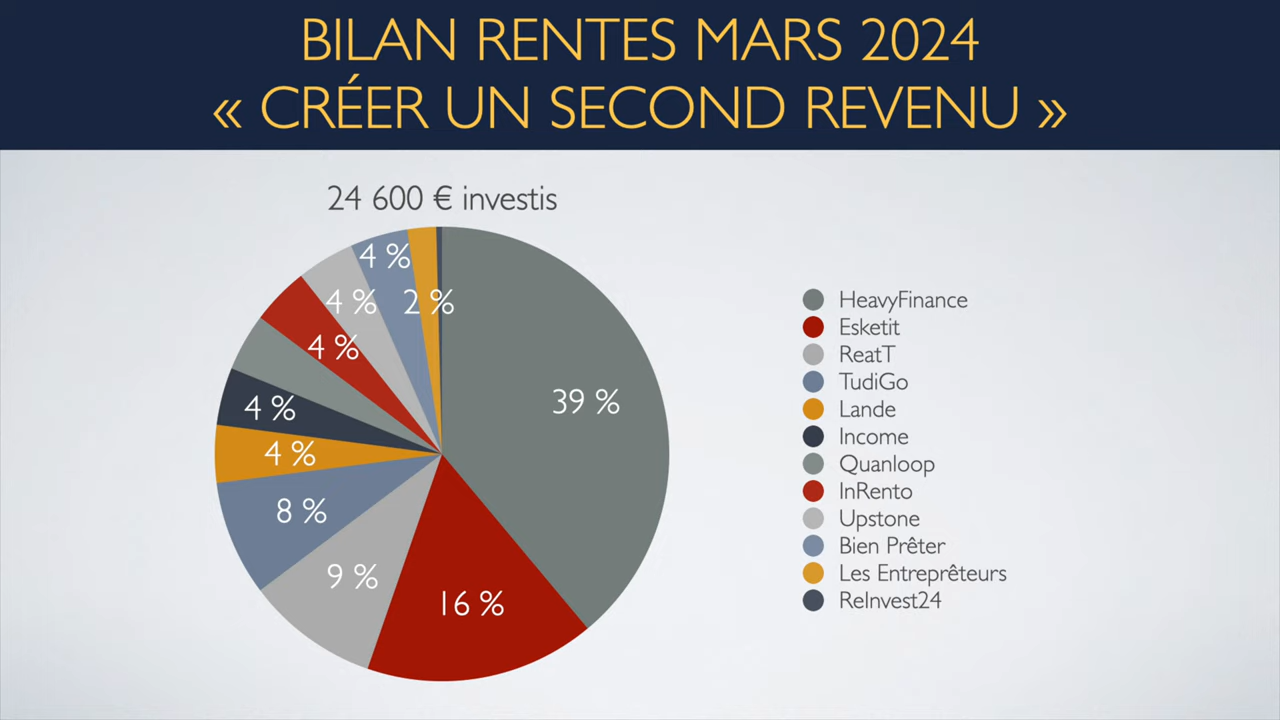 BILAN RENTES MARS 2024
« CRÉER UN SECOND REVENU »
24 600 € investis
4 %
4 %
2 %
4 %
39 %
4 %
4 %
8 %
9 %
16 %
HeavyFinance
Esketit
ReatT
TudiGo
Lande
Income
Quanloop
InRento
Upstone
Bien Prêter
Les Entreprêteurs
ReInvest24